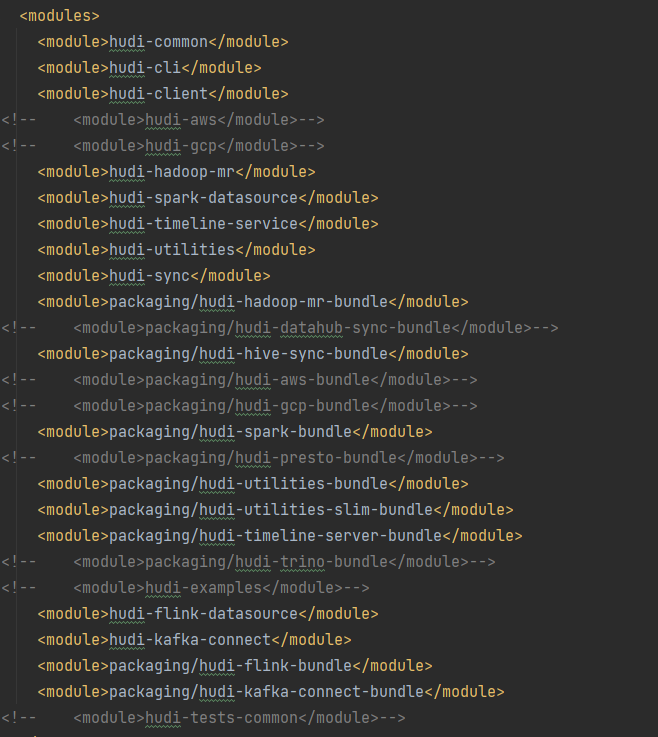 <modules>
<module>hudi-common</module>
<module>hudi-cli</module>
<module>hudi-client</module>
<!--    <module>hudi-aws</module>-->
<!--    <module>hudi-gcp</module>-->
<module>hudi-hadoop-mr</module>
<module>hudi-spark-datasource</module>
<module>hudi-timeline-service</module>
<module>hudi-utilities</module>
<module>hudi-sync</module>
<module>packaging/hudi-hadoop-mr-bundle</module>
<!--    <module>packaging/hudi-datahub-sync-bundle</module>-->
<module>packaging/hudi-hive-sync-bundle</module>
<!--    <module>packaging/hudi-aws-bundle</module>-->
<!--    <module>packaging/hudi-gcp-bundle</module>-->
<module>packaging/hudi-spark-bundle</module>
<!--    <module>packaging/hudi-presto-bundle</module>-->
<module>packaging/hudi-utilities-bundle</module>
<module>packaging/hudi-utilities-slim-bundle</module>
<module>packaging/hudi-timeline-server-bundle</module>
<!--    <module>packaging/hudi-trino-bundle</module>-->
<!--    <module>hudi-examples</module>-->
<module>hudi-flink-datasource</module>
<module>hudi-kafka-connect</module>
<module>packaging/hudi-flink-bundle</module>
<module>packaging/hudi-kafka-connect-bundle</module>
<!--    <module>hudi-tests-common</module>-->